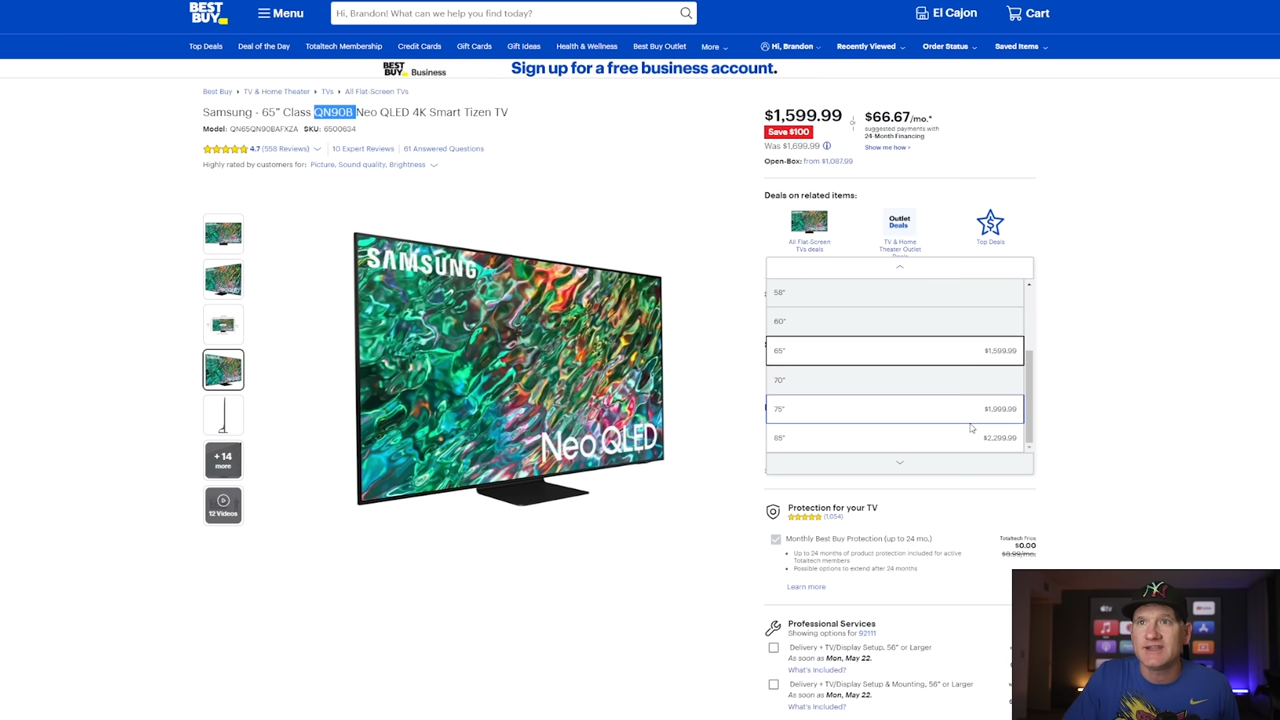 BEST BUY
Menu
Hi, Brandon! What can we help you find today?
El Cajon
Cart
Top Deals
Deal of the Day
Totaltech Membership
Credit Cards
Gift Cards
Gift Ideas
Health & Wellness
Best Buy Outlet
More
Hi, Brandon
Recently Viewed
Order Status
Saved Items
BEST BUY Business
Sign up for a free business account.
Best Buy > TV & Home Theater > TVs > All Flat-Screen TVs
Samsung - 65" Class QN90B Neo QLED 4K Smart Tizen TV
Model: QN65QN90BAFXZA SKU: 6500634
4.7 (558 Reviews)
10 Expert Reviews
61 Answered Questions
Highly rated by customers for: Picture, Sound quality, Brightness
SAMSUNG
Neo QLED
+ 14
more
12 Videos
$1,599.99
Save $100
Was $1,699.99
Open-Box: from $1,087.99
or
$66.67/mo.*
suggested payments with
24-Month Financing
Show me how >
Deals on related items:
All Flat-Screen
TVs deals
Outlet
Deals
TV & Home
Theater Outlet
Top Deals
58"
60"
65" $1,599.99
70"
75" $1,999.99
85" $2,299.99
Protection for your TV
(1,054)
Monthly Best Buy Protection (up to 24 mo.)
Totaltech Price
$0.00
$8.99/mo.
Up to 24 months of product protection included for active
Totaltech members
Possible options to extend after 24 months
Learn more
Professional Services
Showing options for 92111
Delivery + TV/Display Setup, 56" or Larger
As soon as Mon, May 22.
What's Included?
Delivery + TV/Display Setup & Mounting, 56" or Larger
As soon as Mon, May 22.
What's Included?